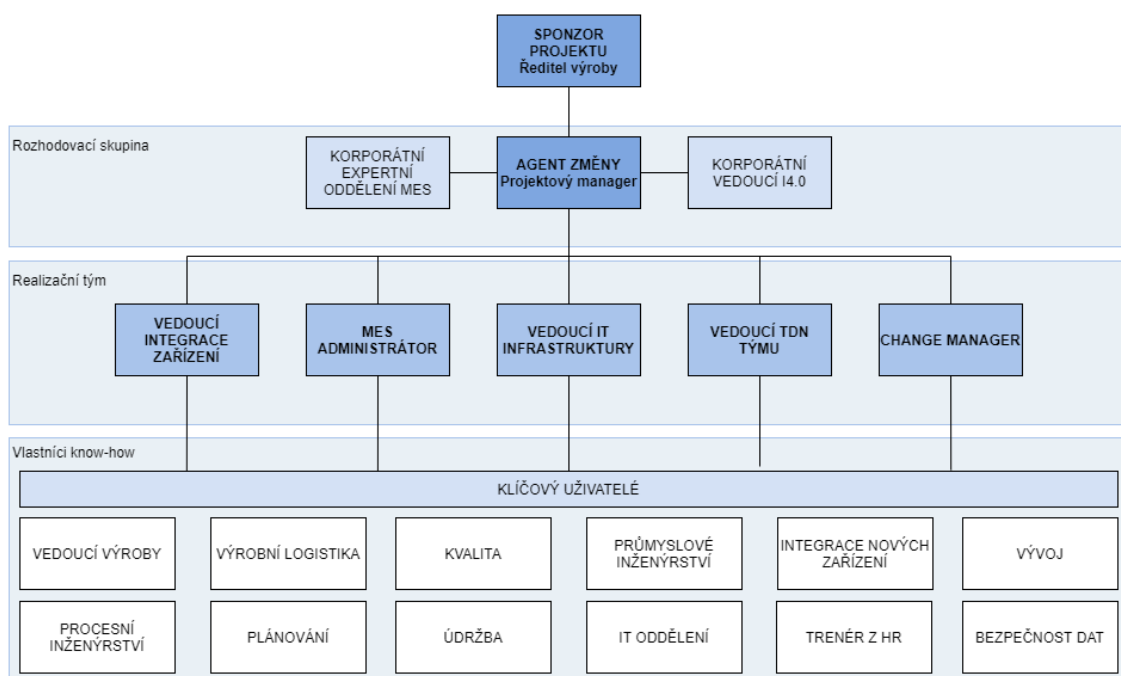 SPONZOR
PROJEKTU
Ředitel výroby
Rozhodovací skupina
KORPORÁTNÍ
EXPERTNÍ
ODDĚLENÍ MES
AGENT ZMĚNY
Projektový manager
KORPORÁTNÍ
VEDOUCÍ I4.0
Realizační tým
VEDOUCÍ
INTEGRACE
ZAŘÍZENÍ
MES
ADMINISTRÁTOR
VEDOUCÍ IT
INFRASTRUKTURY
VEDOUCÍ TDN
TÝMU
CHANGE MANAGER
Vlastníci know-how
KLÍČOVÝ UŽIVATELÉ
VEDOUCÍ VÝROBY
VÝROBNÍ LOGISTIKA
KVALITA
PRŮMYSLOVÉ
INŽENÝRSTVÍ
INTEGRACE NOVÝCH
ZAŘÍZENÍ
VÝVOJ
PROCESNÍ
INŽENÝRSTVÍ
PLÁNOVÁNÍ
ÚDRŽBA
IT ODDĚLENÍ
TRENÉR Z HR
BEZPEČNOST DAT